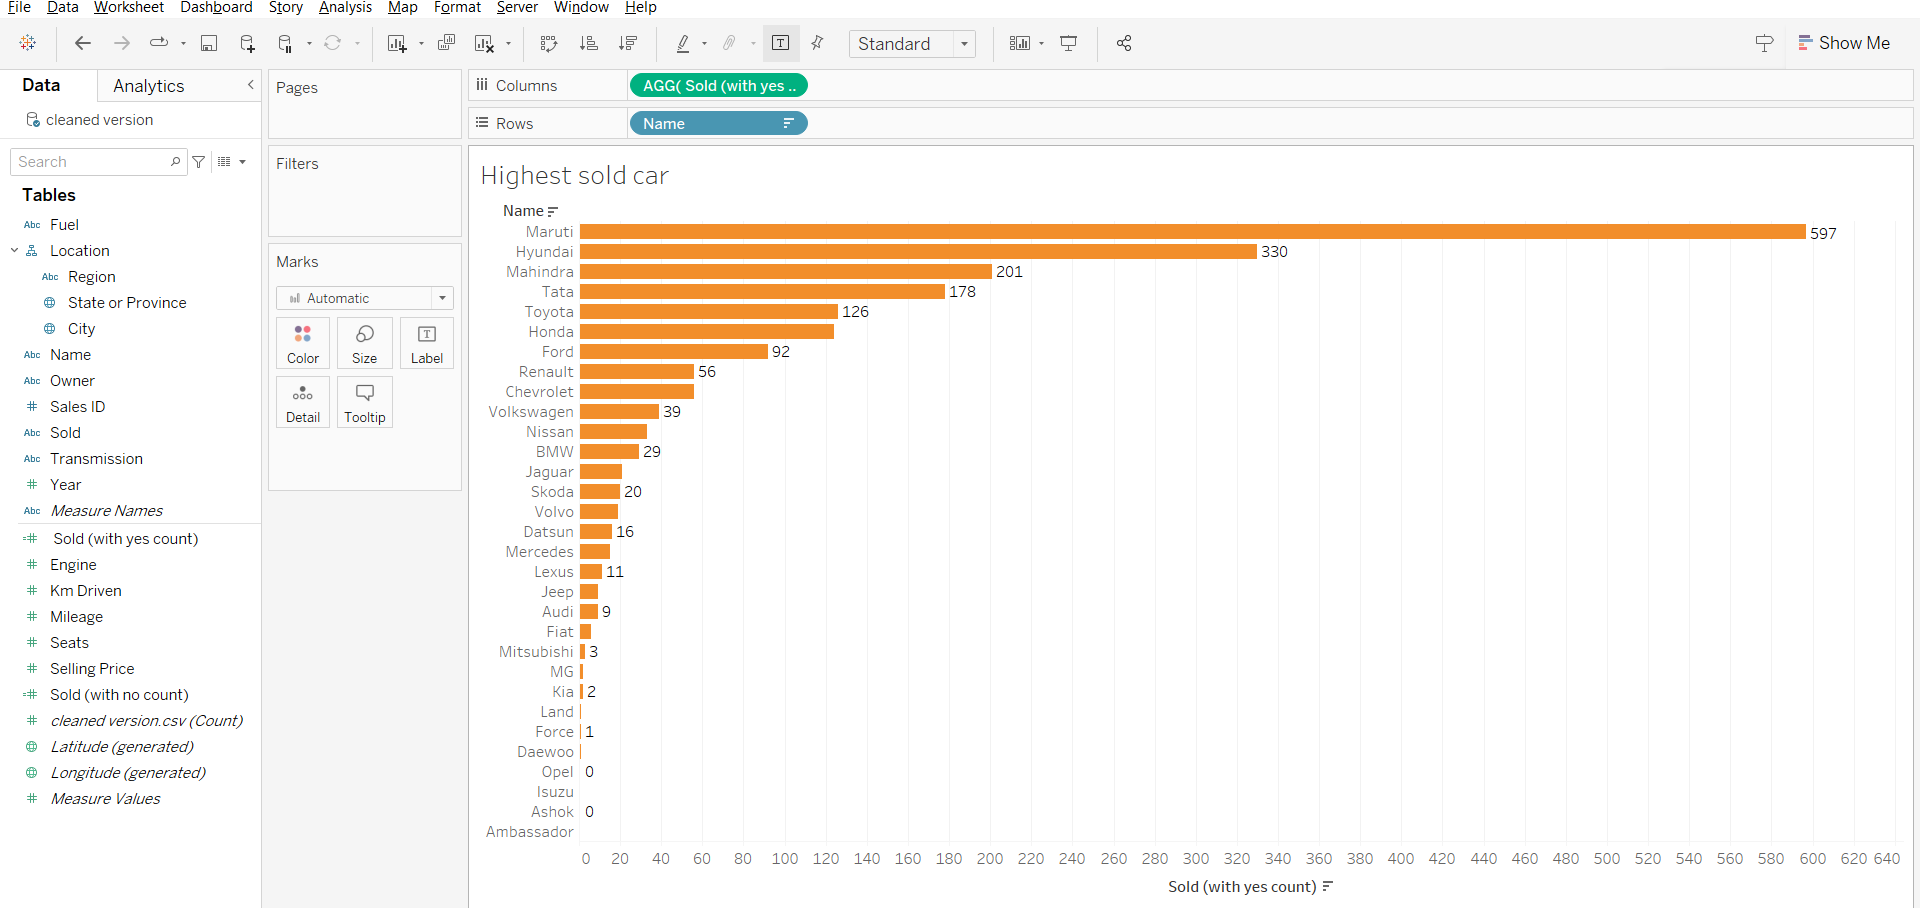 File Data Worksheet Dashboard Story Analysis Map Format Server Window Help
Standard
Show Me
Data Analytics
cleaned version
Search
Tables
Abc Fuel
Location
Abc Region
State or Province
City
Abc Name
Abc Owner
# Sales ID
Abc Sold
Abc Transmission
# Year
Abc Measure Names
=# Sold (with yes count)
# Engine
# Km Driven
# Mileage
# Seats
# Selling Price
=# Sold (with no count)
# cleaned version.csv (Count)
Latitude (generated)
Longitude (generated)
# Measure Values
Pages
Filters
Marks
Automatic
Color Size Label
Detail Tooltip
Columns AGG( Sold (with yes ..
Rows Name
Highest sold car
Name
Maruti 597
Hyundai 330
Mahindra 201
Tata 178
Toyota 126
Honda
Ford 92
Renault 56
Chevrolet
Volkswagen 39
Nissan
BMW 29
Jaguar
Skoda 20
Volvo
Datsun 16
Mercedes
Lexus 11
Jeep
Audi 9
Fiat
Mitsubishi 3
MG
Kia 2
Land
Force 1
Daewoo
Opel 0
Isuzu
Ashok 0
Ambassador
0 20 40 60 80 100 120 140 160 180 200 220 240 260 280 300 320 340 360 380 400 420 440 460 480 500 520 540 560 580 600 620 640
Sold (with yes count)